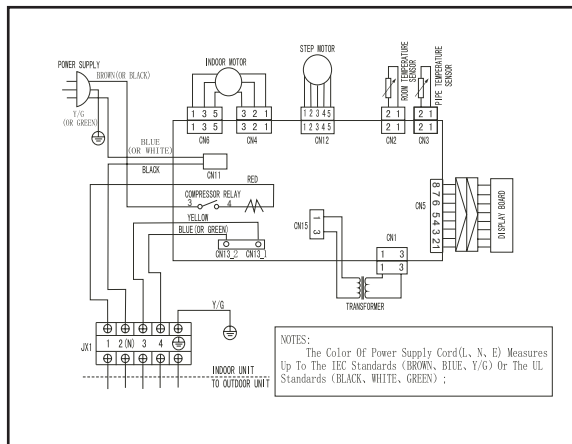 POWER SUPPLY
BROWN(OR BLACK)
Y/G
(OR GREEN)
INDOOR MOTOR
STEP MOTOR
ROOM TEMPERATURE
SENSOR
PIPE TEMPERATURE
SENSOR
1 3 5
3 2 1
1 2 3 4 5
2 1
2 1
1 3 5
3 2 1
1 2 3 4 5
2 1
2 1
CN6
CN4
CN12
CN2
CN3
BLUE
(OR WHITE)
BLACK
CN11
RED
COMPRESSOR RELAY
3
4
YELLOW
BLUE(OR GREEN)
CN13_2
CN13_1
CN15
1 3
CN5
8 7 6 5 4 3 2 1
DISPLAY BOARD
CN1
1 3
1 3
TRANSFORMER
Y/G
JX1
1
2(N)
3
4
INDOOR UNIT
TO OUTDOOR UNIT
NOTES:
The Color Of Power Supply Cord(L、N、E) Measures
Up To The IEC Standards (BROWN、BLUE、Y/G) Or The UL
Standards (BLACK、WHITE、GREEN) ;